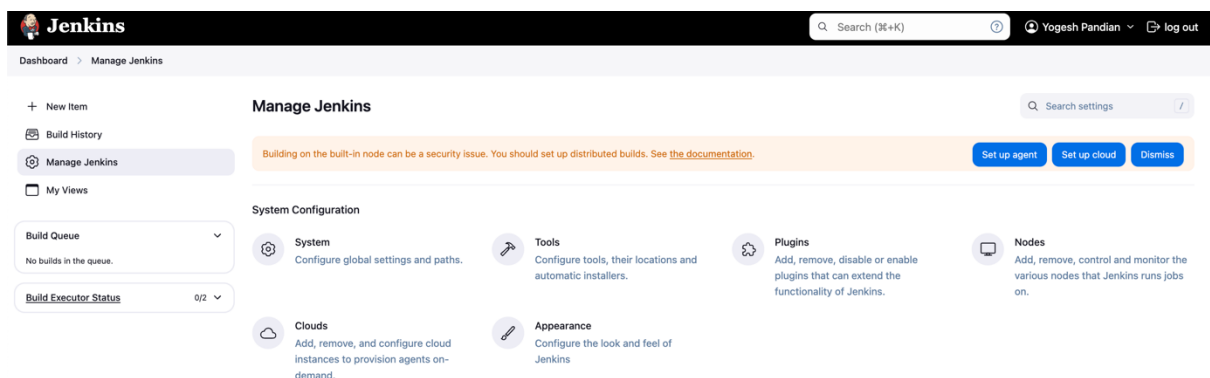 Jenkins
Search (⌘+K)
?
Yogesh Pandian
log out
Dashboard > Manage Jenkins
+ New Item
Build History
Manage Jenkins
My Views
Build Queue
No builds in the queue.
Build Executor Status 0/2
Manage Jenkins
Search settings /
Building on the built-in node can be a security issue. You should set up distributed builds. See the documentation.
Set up agent
Set up cloud
Dismiss
System Configuration
System
Configure global settings and paths.
Tools
Configure tools, their locations and
automatic installers.
Plugins
Add, remove, disable or enable
plugins that can extend the
functionality of Jenkins.
Nodes
Add, remove, control and monitor the
various nodes that Jenkins runs jobs
on.
Clouds
Add, remove, and configure cloud
instances to provision agents on-
demand.
Appearance
Configure the look and feel of
Jenkins